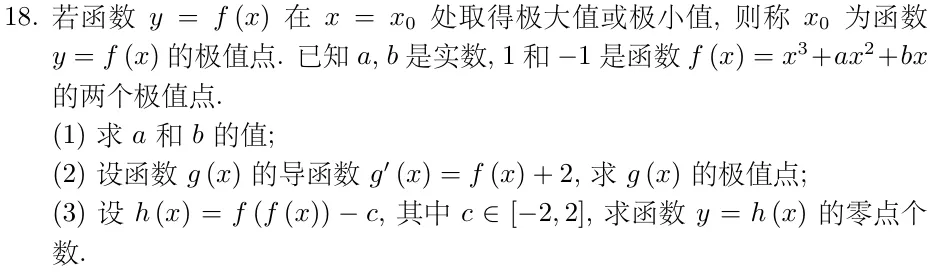 18. 若函数 y = f (x) 在 x = x₀ 处取得极大值或极小值, 则称 x₀ 为函数
y = f (x) 的极值点. 已知 a, b 是实数, 1 和 −1 是函数 f (x) = x³+ax²+bx
的两个极值点.
(1) 求 a 和 b 的值;
(2) 设函数 g (x) 的导函数 g′ (x) = f (x) + 2, 求 g (x) 的极值点;
(3) 设 h (x) = f (f (x)) − c, 其中 c ∈ [−2, 2], 求函数 y = h (x) 的零点个
数.